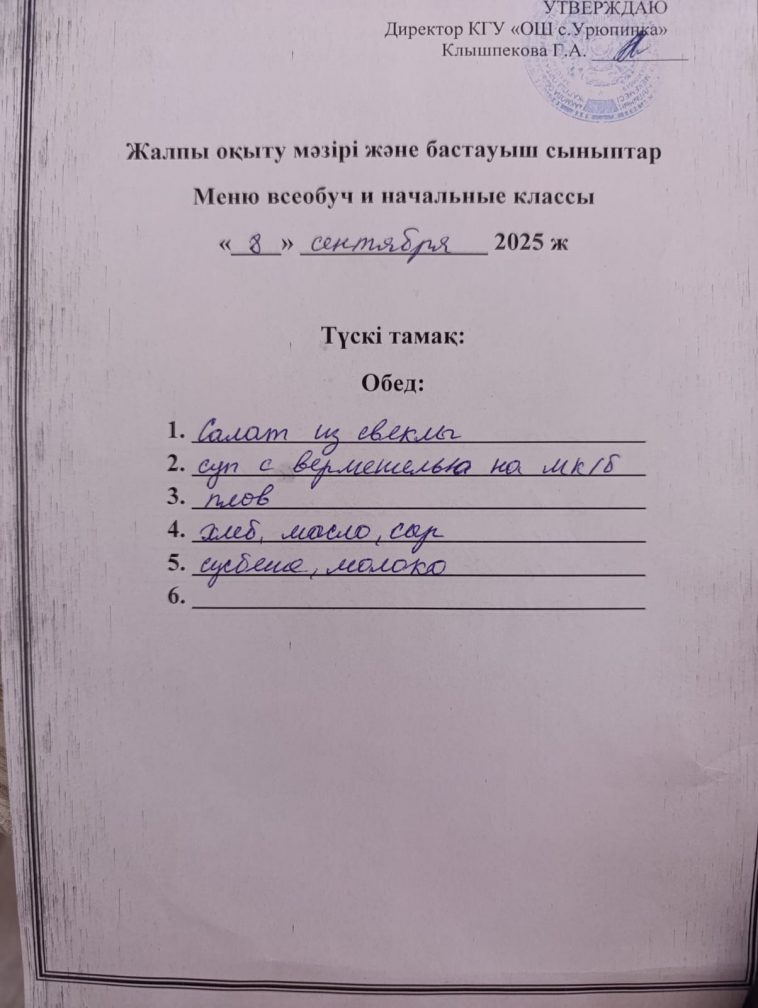 УТВЕРЖДАЮ
Директор КГУ «ОШ с.Урюпинка»
Клышпекова Г.А.
Жалпы оқыту мәзірі және бастауыш сыныптар
Меню всеобуч и начальные классы
«8» сентября 2025 ж
Түскі тамақ:
Обед:
1. Салат из свеклы
2. суп с вермешелью на мк/б
3. плов
4. хлеб, масло, сыр
5. молоко
6.